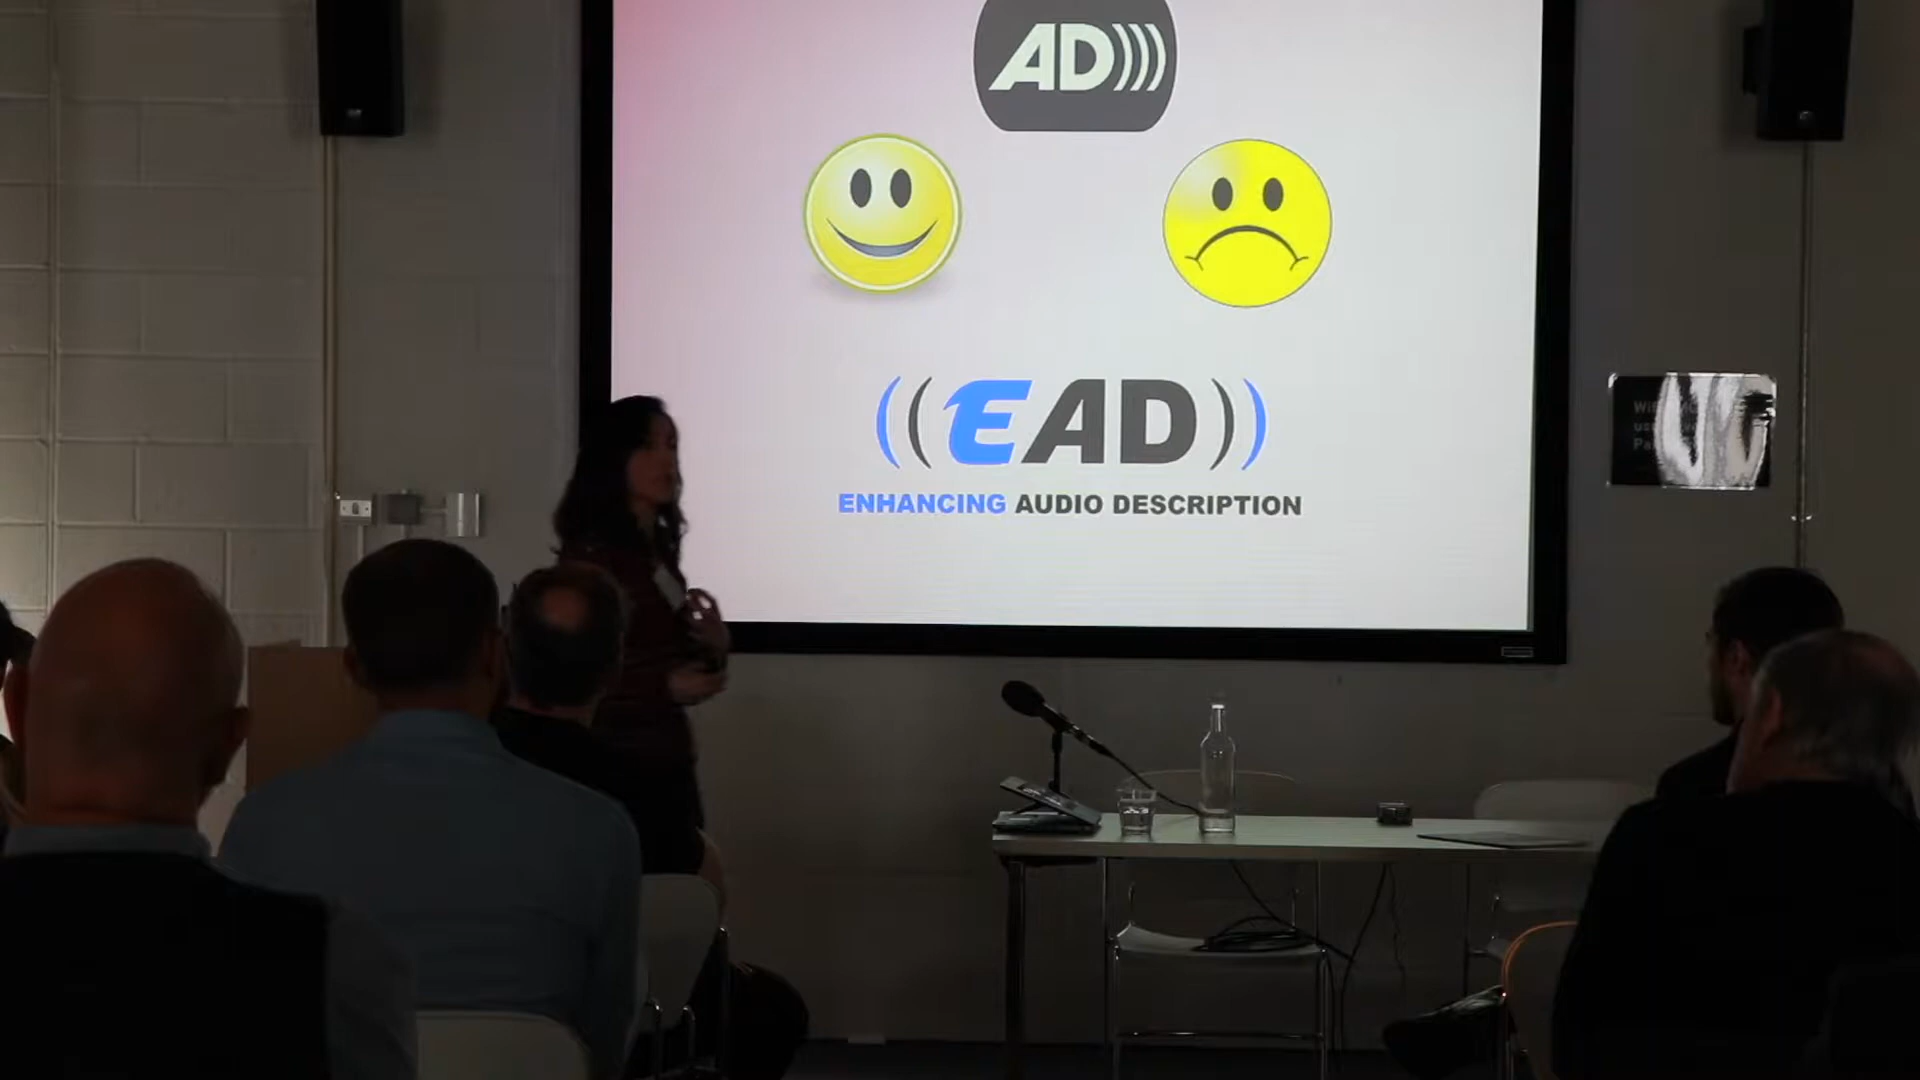 AD)))
((EAD))
ENHANCING AUDIO DESCRIPTION